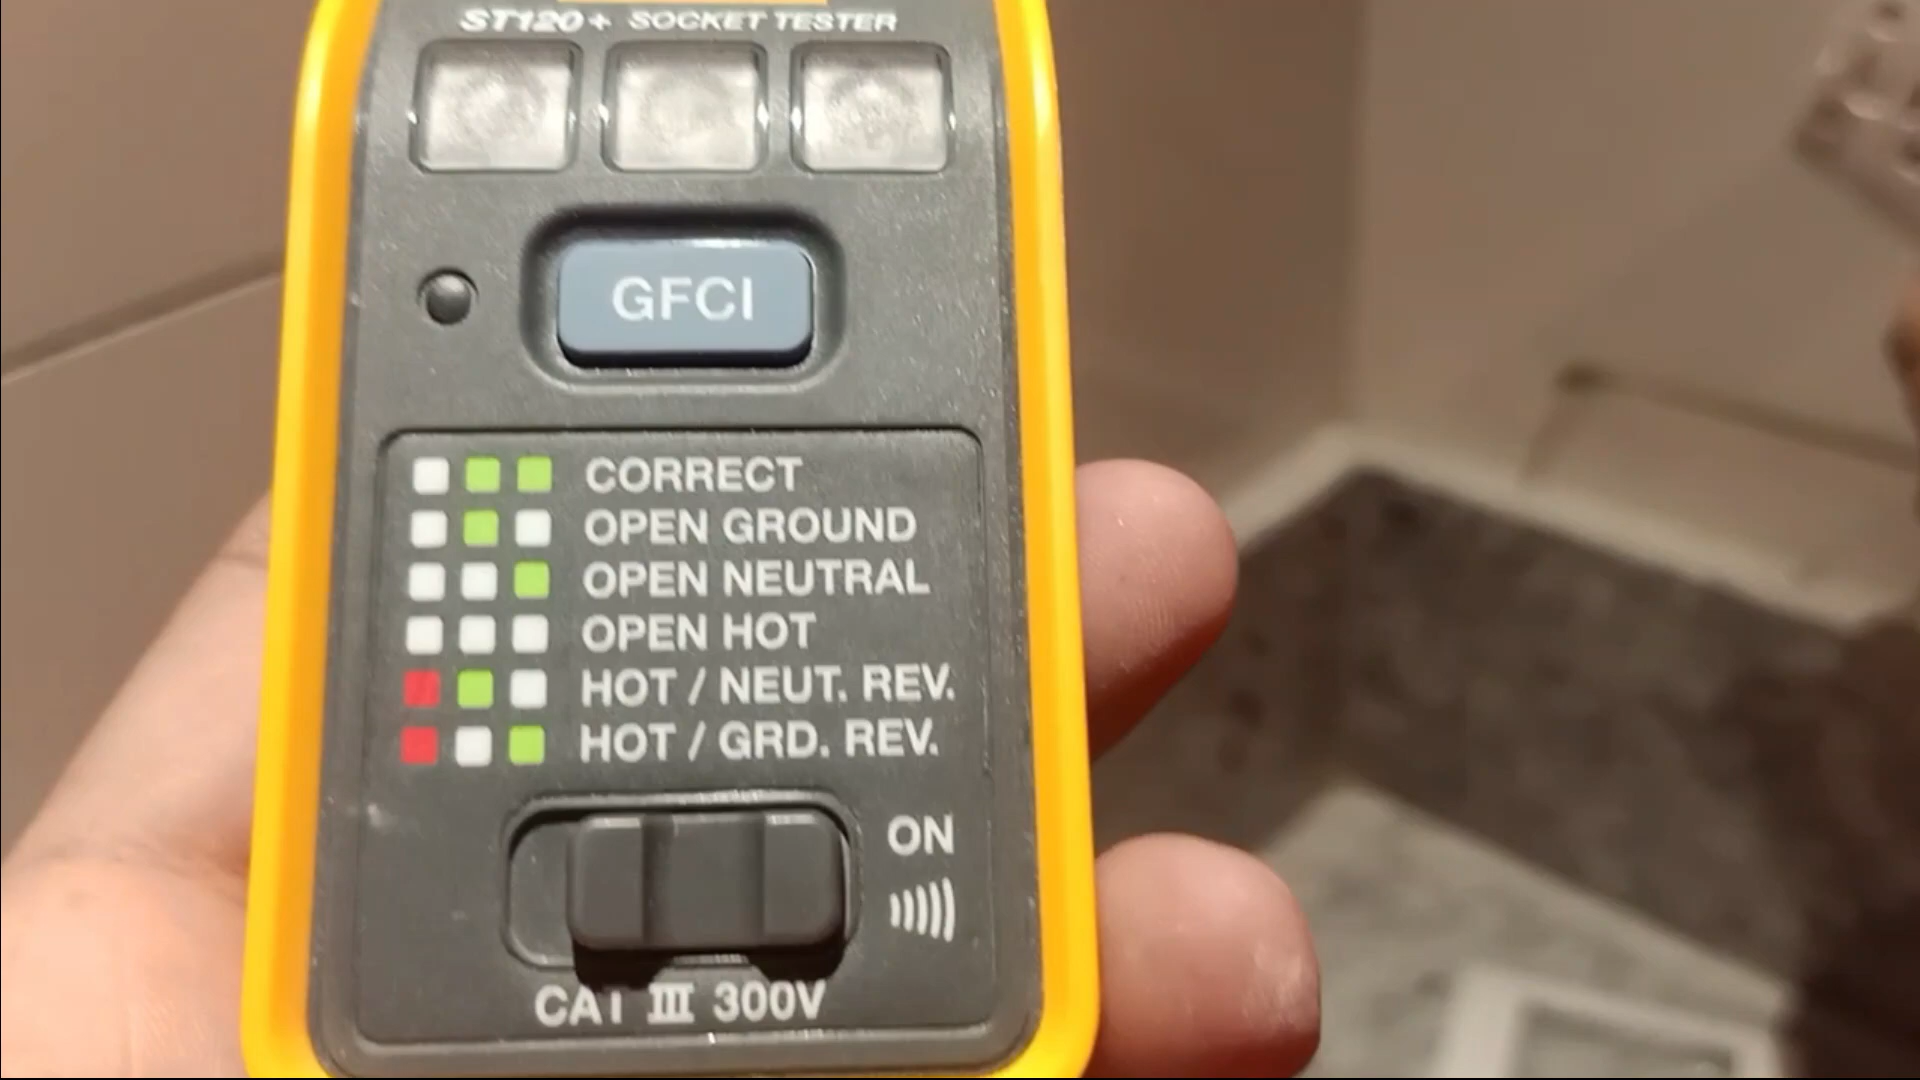 ST120+ SOCKET TESTER
GFCI
CORRECT
OPEN GROUND
OPEN NEUTRAL
OPEN HOT
HOT / NEUT. REV.
HOT / GRD. REV.
ON
CAT III 300V